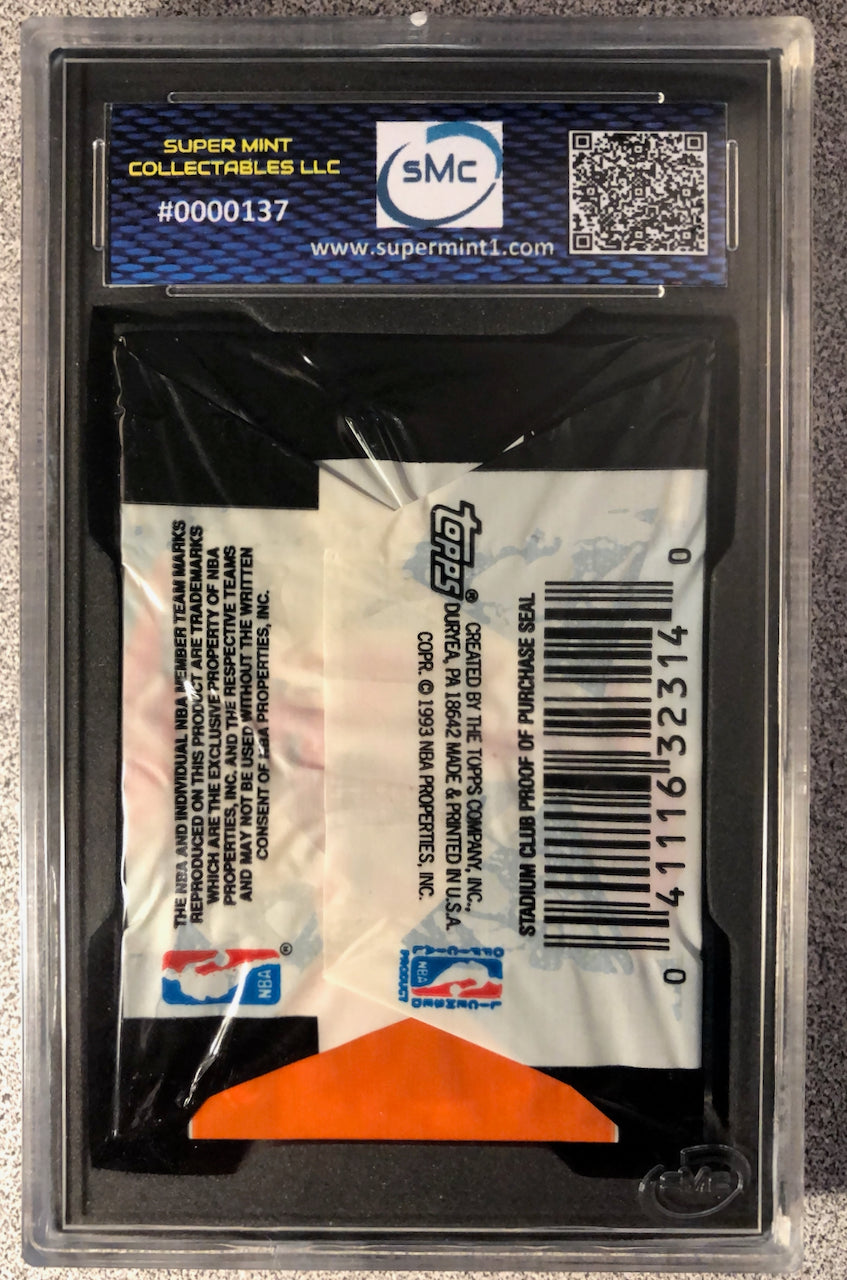 SUPER MINT
COLLECTABLES LLC
#0000137
sMc
www.supermint1.com
THE NBA AND INDIVIDUAL NBA MEMBER TEAM MARKS
REPRODUCED ON THIS PRODUCT ARE TRADEMARKS
WHICH ARE THE EXCLUSIVE PROPERTY OF NBA
PROPERTIES, INC. AND THE RESPECTIVE TEAMS
AND MAY NOT BE USED WITHOUT THE WRITTEN
CONSENT OF NBA PROPERTIES, INC.
NBA ®
TOPPS®
CREATED BY THE TOPPS COMPANY, INC.,
DURYEA, PA 18642 MADE & PRINTED IN U.S.A.
COPR. © 1993 NBA PROPERTIES, INC.
OFFICIAL
LICENSED
NBA
PRODUCT
STADIUM CLUB PROOF OF PURCHASE SEAL
0 41116 32314 0
SMC